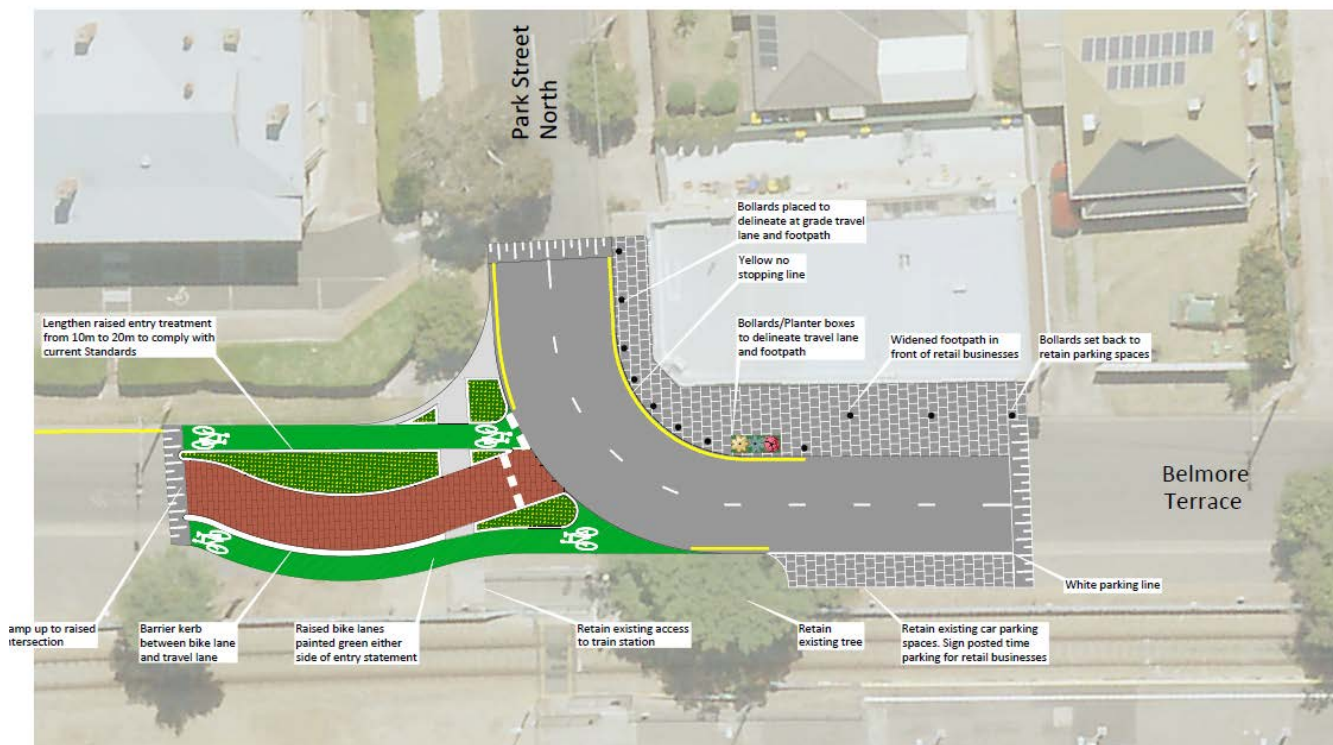 Park Street
North
Bollards placed to
delineate at grade travel
lane and footpath
Yellow no
stopping line
Lengthen raised entry treatment
from 10m to 20m to comply with
current Standards
Bollards/Planter boxes
to delineate travel lane
and footpath
Widened footpath in
front of retail businesses
Bollards set back to
retain parking spaces
Belmore
Terrace
White parking line
amp up to raised
ntersection
Barrier kerb
between bike lane
and travel lane
Raised bike lanes
painted green either
side of entry statement
Retain existing access
to train station
Retain
existing tree
Retain existing car parking
spaces. Sign posted time
parking for retail businesses